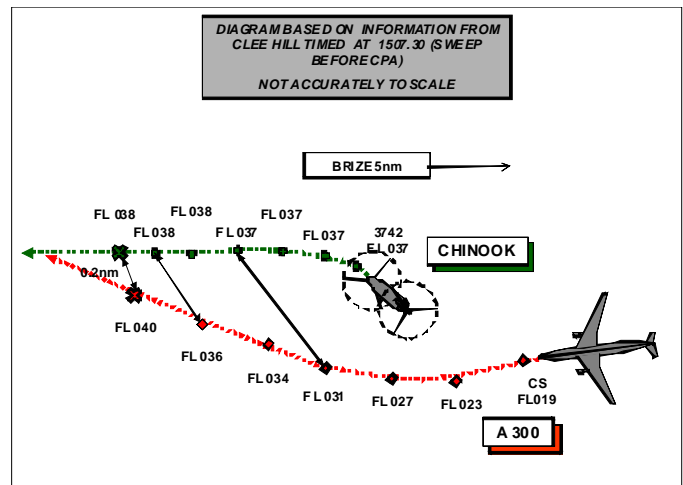 DIAGRAM BASED ON INFORMATION FROM
CLEE HILL TIMED AT 1507.30 (SWEEP
BEFORE CPA)
NOT ACCURATELY TO SCALE
BRIZE 5nm
FL 038
FL 038
FL 038
FL 037
FL 037
FL 037
3742
FL 037
CHINOOK
0.2nm
FL 040
FL 036
FL 034
FL 031
FL 027
FL 023
CS
FL019
A 300